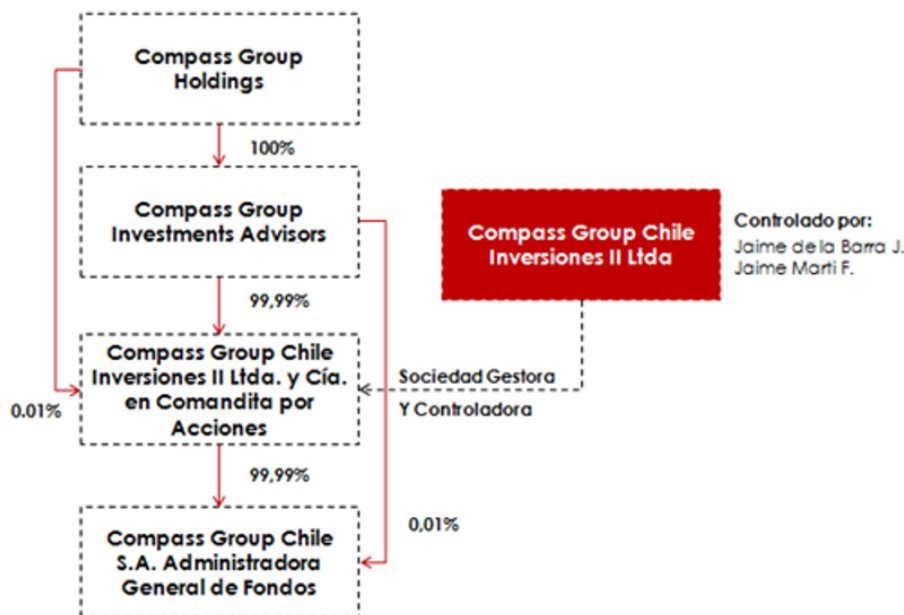 Compass Group
Holdings
100%
Compass Group
Investments Advisors
Compass Group Chile
Inversiones II Ltda
Controlado por:
Jaime de la Barra J.
Jaime Marti F.
99,99%
Compass Group Chile
Inversiones II Ltda. y Cía.
en Comandita por
Acciones
Sociedad Gestora
Y Controladora
0.01%
99,99%
0,01%
Compass Group Chile
S.A. Administradora
General de Fondos